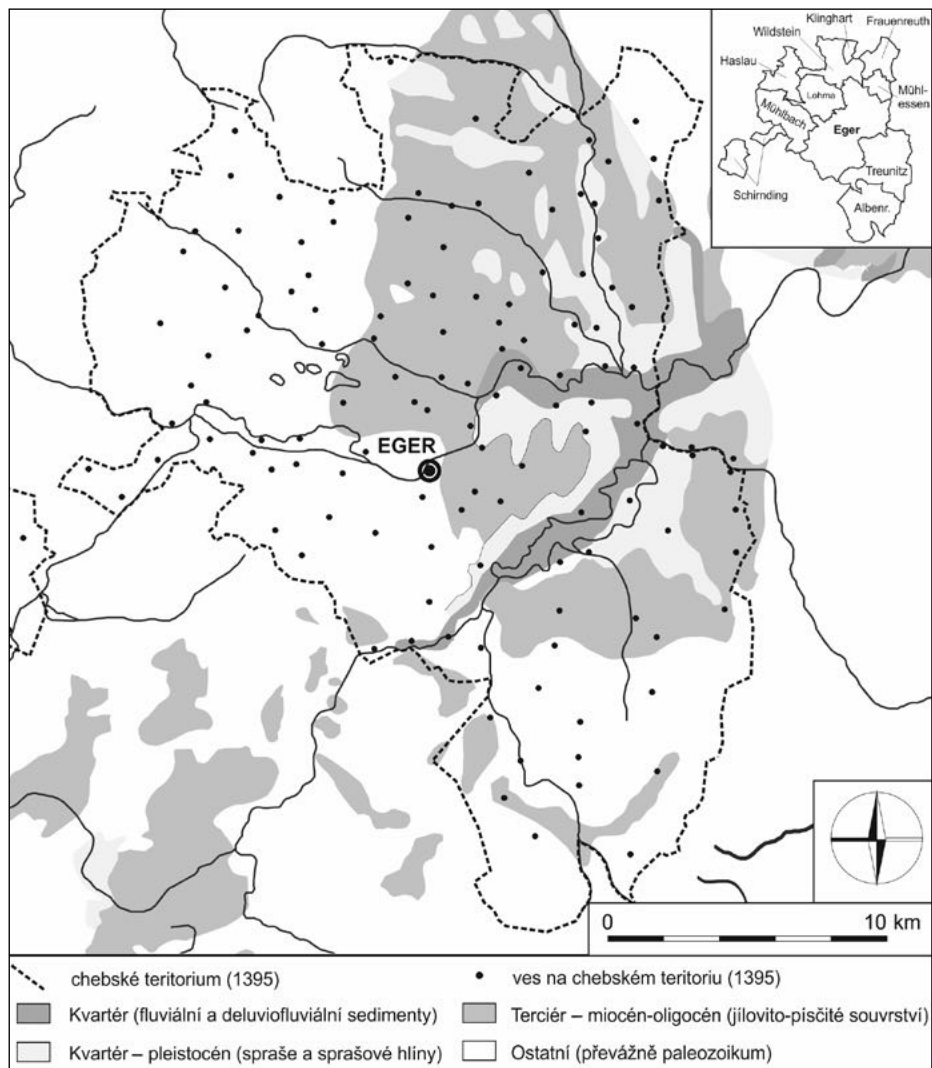 Klinghart
Wildstein
Frauenreuth
Haslau
Lohma
Mühl-
essen
Mühlbach
Eger
Treunitz
Schirnding
Albenr.
EGER
0 10 km
chebské teritorium (1395)
ves na chebském teritoriu (1395)
Kvartér (fluviální a deluviofluviální sedimenty)
Terciér – miocén-oligocén (jílovito-písčité souvrství)
Kvartér – pleistocén (spraše a sprašové hlíny)
Ostatní (převážně paleozoikum)